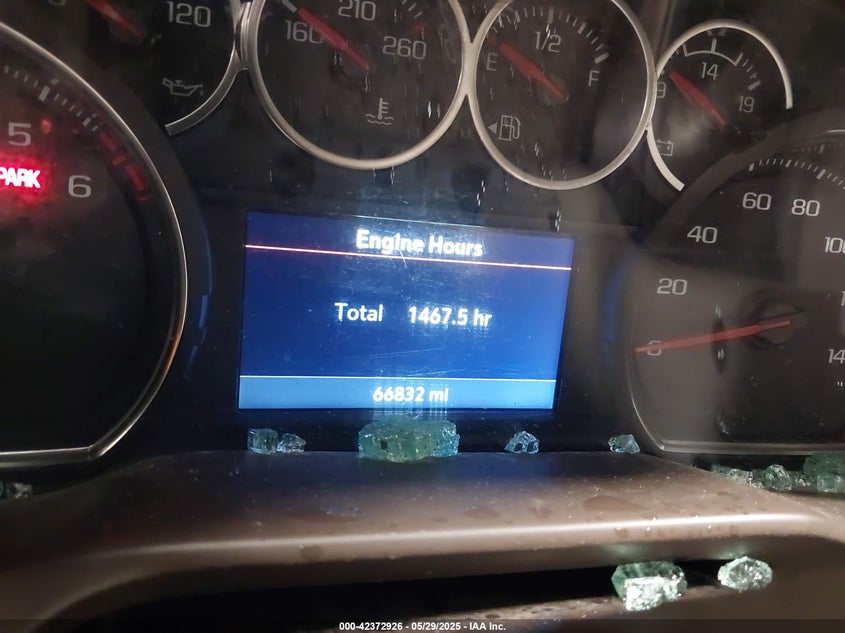 120
160 210 260
E 1/2 F
9 14 19
5
PARK
6
Engine Hours
Total 1467.5 hr
66832 mi
0 20 40 60 80
000-42372926 - 05/29/2025 - IAA Inc.